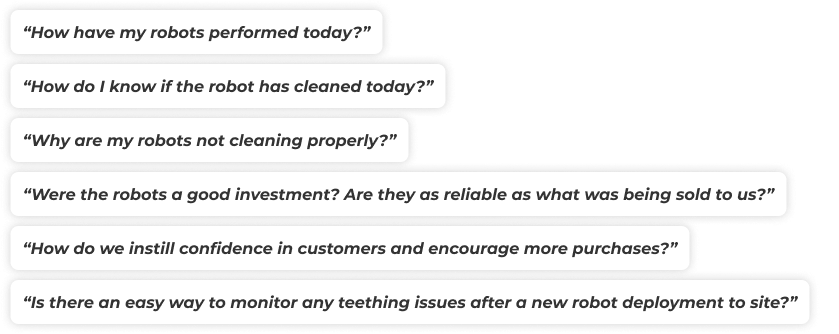 “How have my robots performed today?”
“How do I know if the robot has cleaned today?”
“Why are my robots not cleaning properly?”
“Were the robots a good investment? Are they as reliable as what was being sold to us?”
“How do we instill confidence in customers and encourage more purchases?”
“Is there an easy way to monitor any teething issues after a new robot deployment to site?”